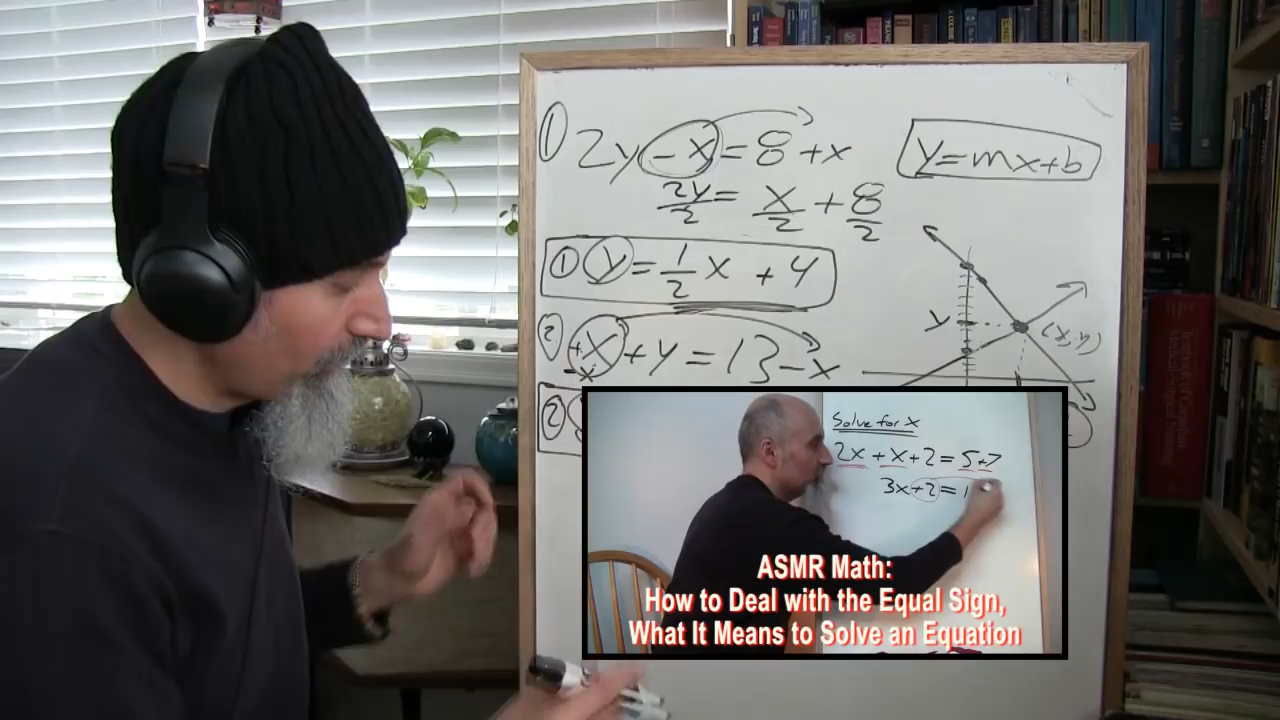 ① 2y -x = 8 +x
2y/2 = x/2 + 8/2
① y = 1/2 x + 4
② +x + y = 13 - x
-x
②
y = mx + b
y
(x,y)
Solve for x
2x + x + 2 = 5+7
3x+2 = 1
ASMR Math:
How to Deal with the Equal Sign,
What It Means to Solve an Equation